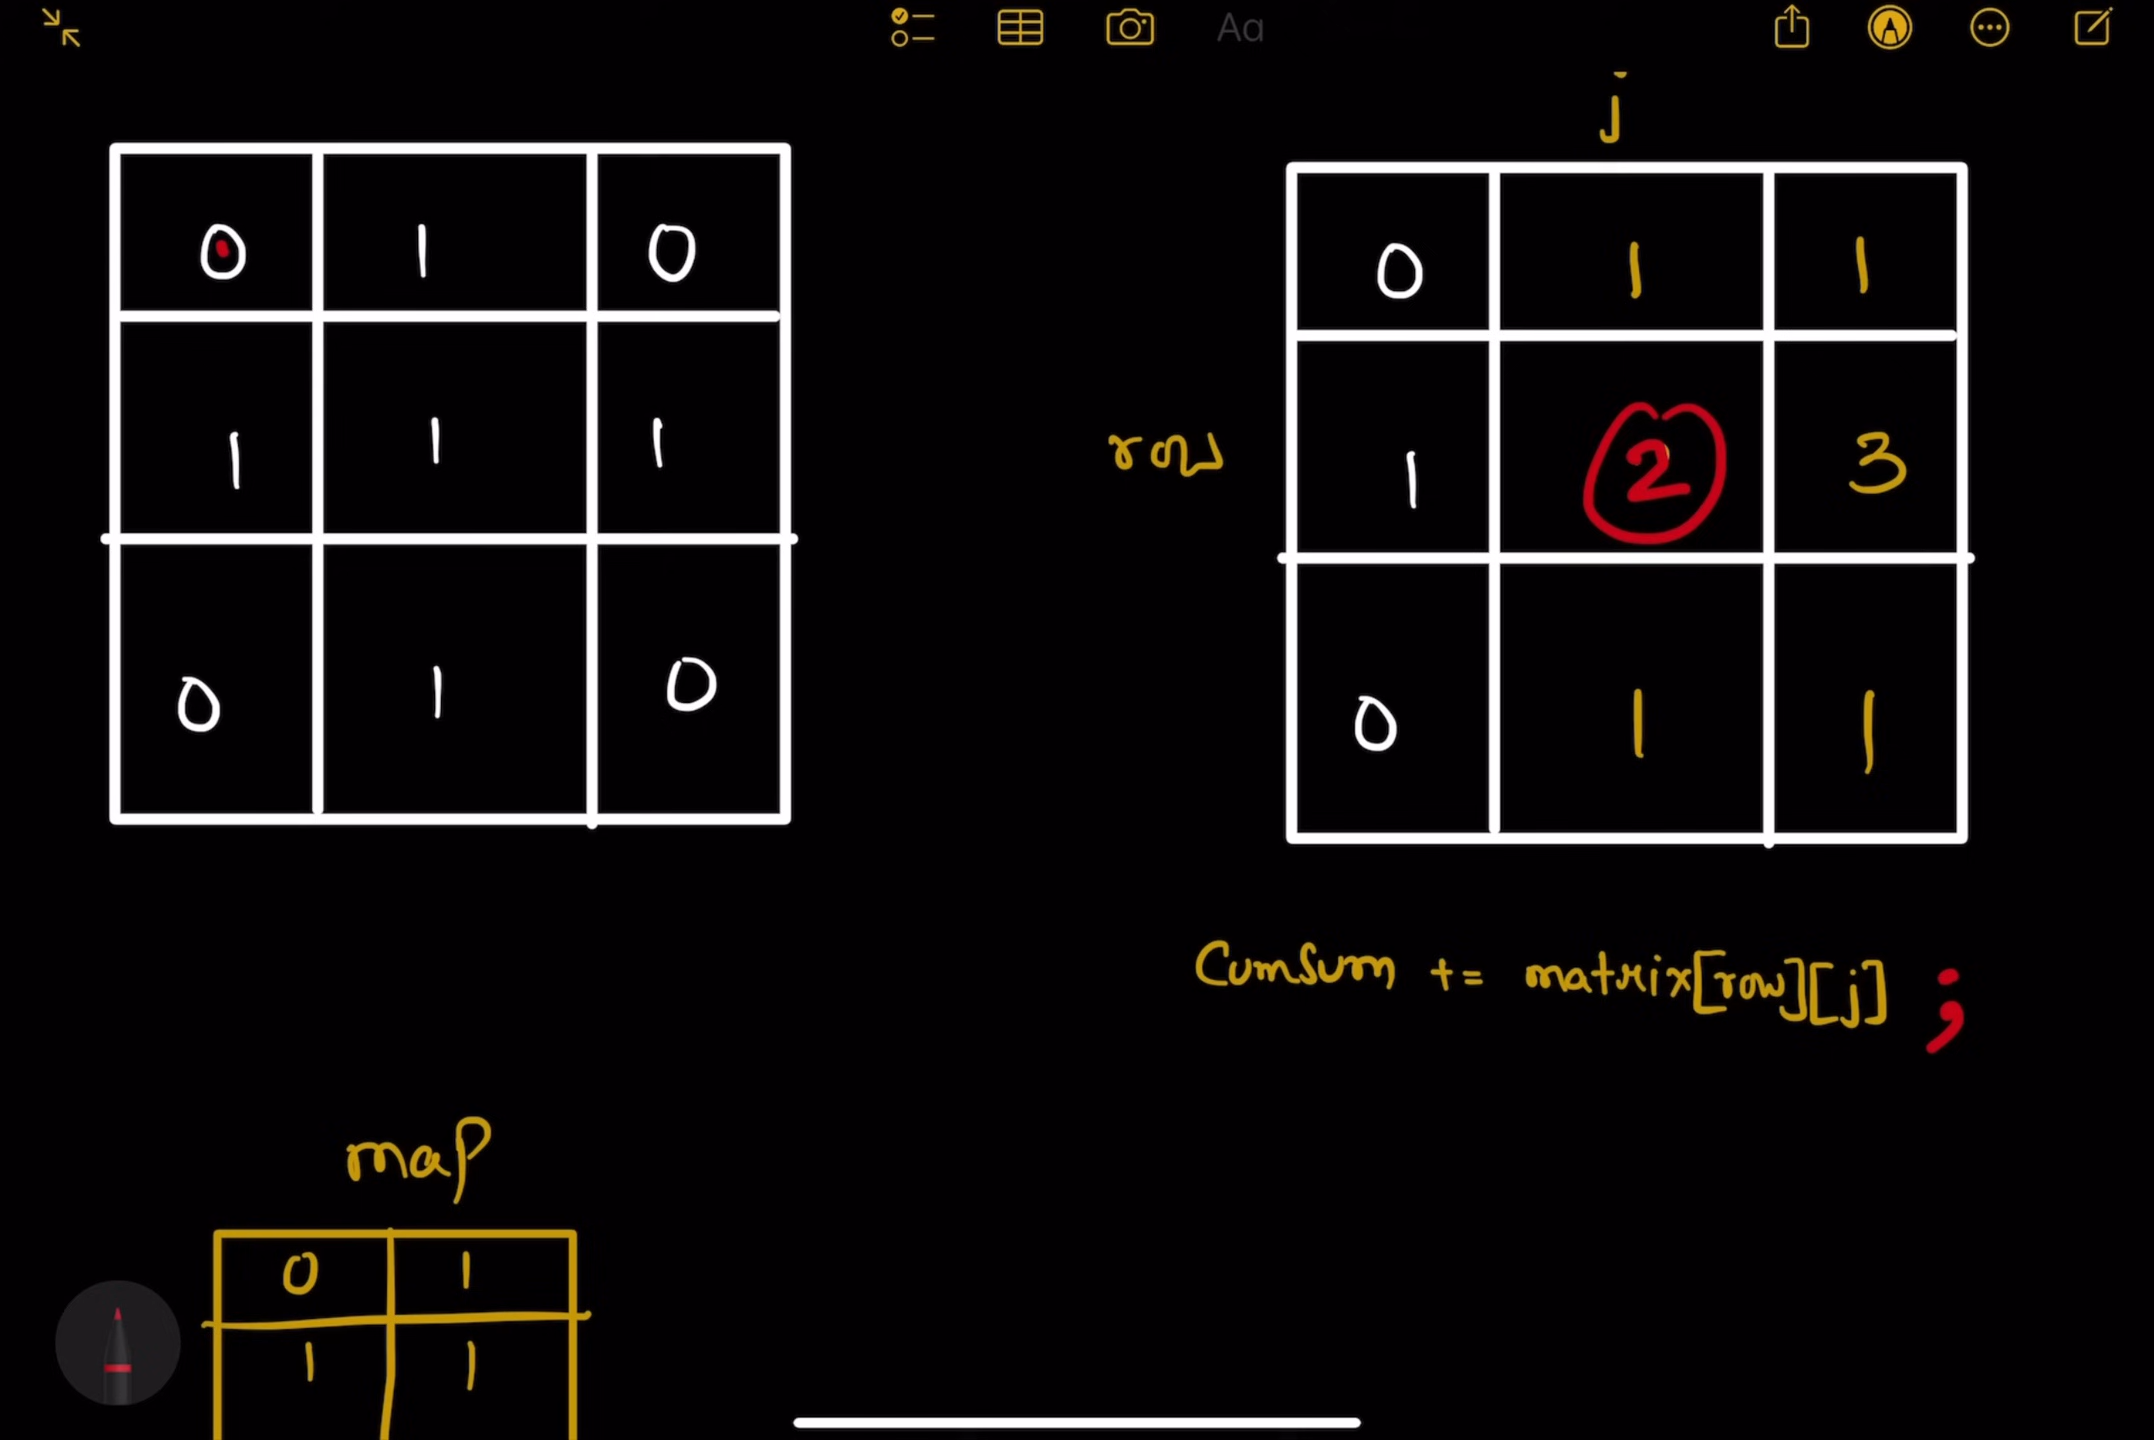 Aa
0 1 0
1 1 1
0 1 0
j
0 1 1
row 1 2 3
0 1 1
CumSum += matrix[row][j] ;
map
0 1
1 1